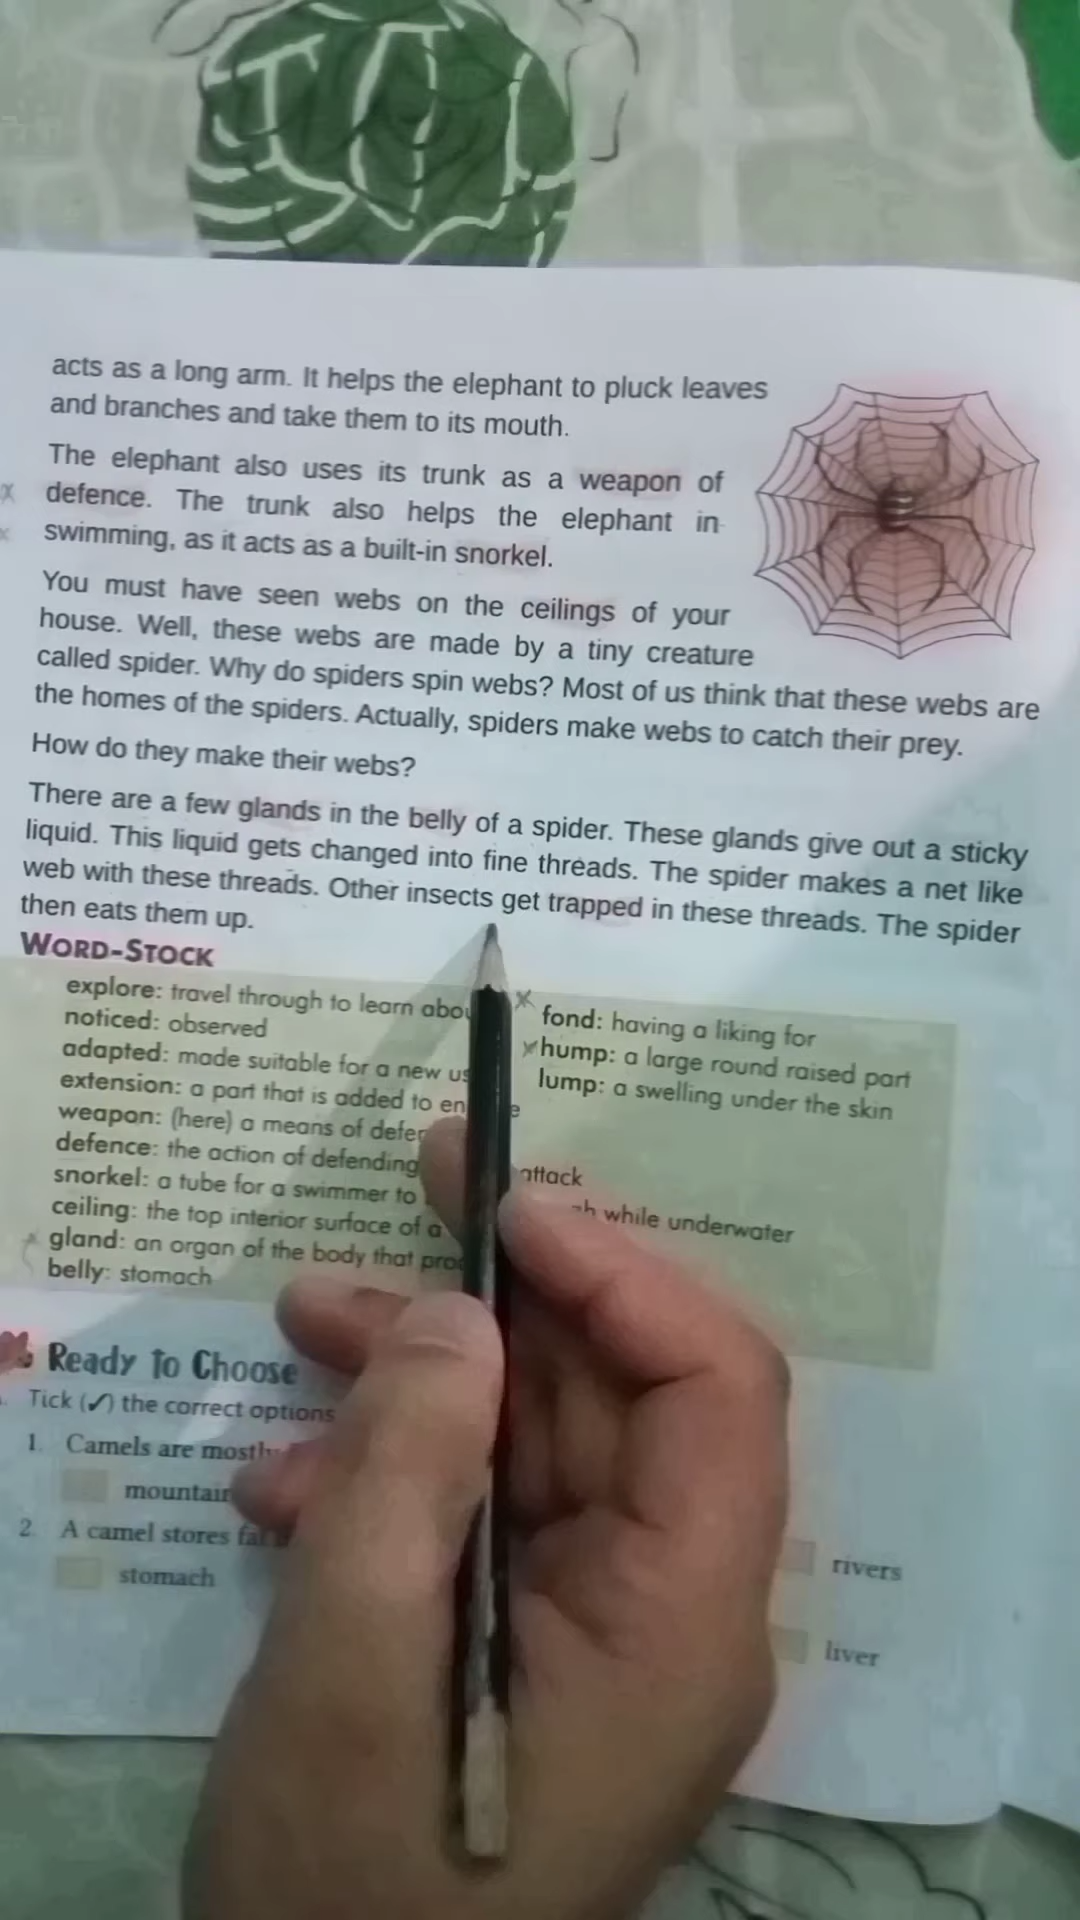 acts as a long arm. It helps the elephant to pluck leaves
and branches and take them to its mouth.
The elephant also uses its trunk as a weapon of
defence. The trunk also helps the elephant in
swimming, as it acts as a built-in snorkel.
You must have seen webs on the ceilings of your
house. Well, these webs are made by a tiny creature
called spider. Why do spiders spin webs? Most of us think that these webs are
the homes of the spiders. Actually, spiders make webs to catch their prey.
How do they make their webs?
There are a few glands in the belly of a spider. These glands give out a sticky
liquid. This liquid gets changed into fine threads. The spider makes a net like
web with these threads. Other insects get trapped in these threads. The spider
then eats them up.
WORD-STOCK
explore: travel through to learn
noticed: observed
adapted: made suitable for a new
extension: a part that is added to
weapon: (here) a means of
defence: the action of defending attack
snorkel: a tube for a swimmer to while underwater
ceiling: the top interior surface of a
gland: an organ of the body that
belly: stomach
fond: having a liking for
hump: a large round raised part
lump: a swelling under the skin
Ready To Choose
Tick (✓) the correct options
1. Camels are
rivers
2. A camel stores
stomach liver